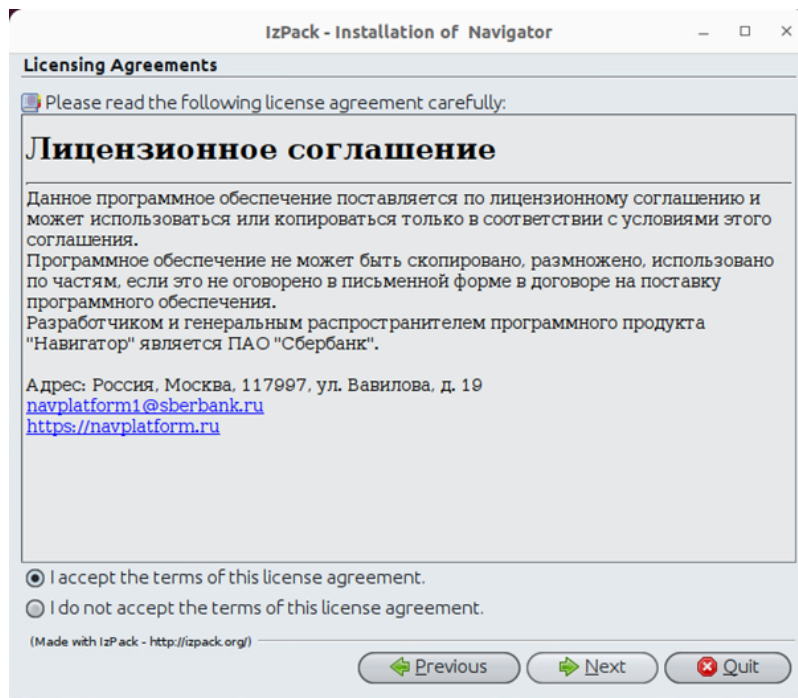 IzPack - Installation of Navigator
Licensing Agreements
Please read the following license agreement carefully:
Лицензионное соглашение
Данное программное обеспечение поставляется по лицензионному соглашению и
может использоваться или копироваться только в соответствии с условиями этого
соглашения.
Программное обеспечение не может быть скопировано, размножено, использовано
по частям, если это не оговорено в письменной форме в договоре на поставку
программного обеспечения.
Разработчиком и генеральным распространителем программного продукта
"Навигатор" является ПАО "Сбербанк".
Адрес: Россия, Москва, 117997, ул. Вавилова, д. 19
navplatform1@sberbank.ru
https://navplatform.ru
I accept the terms of this license agreement.
I do not accept the terms of this license agreement.
(Made with IzPack - http://izpack.org/)
Previous Next Quit